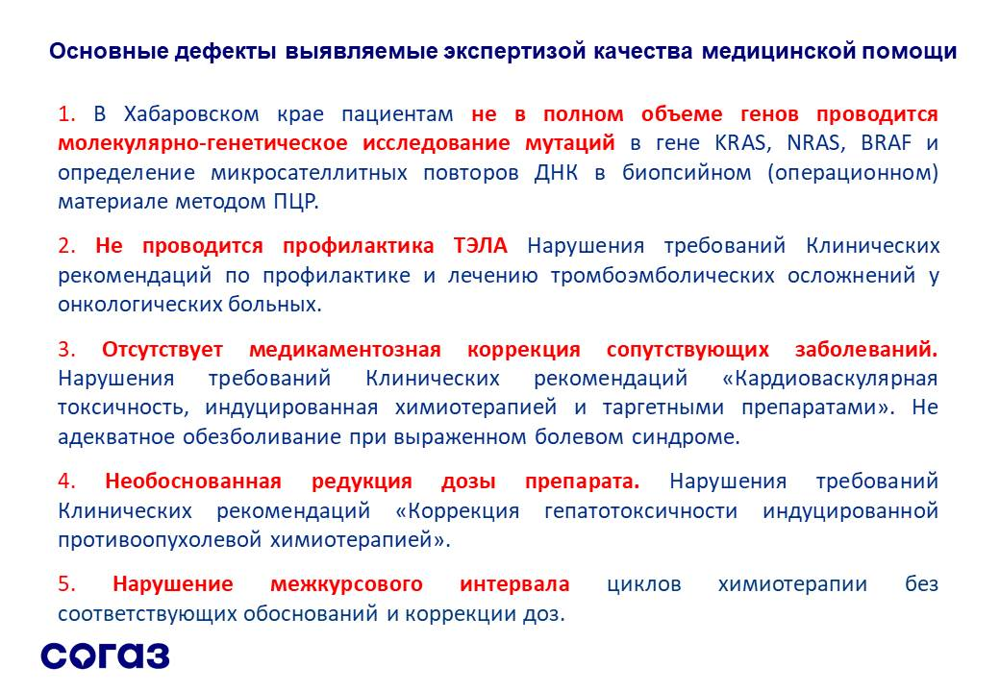 Основные дефекты выявляемые экспертизой качества медицинской помощи
1. В Хабаровском крае пациентам не в полном объеме генов проводится
молекулярно-генетическое исследование мутаций в гене KRAS, NRAS, BRAF и
определение микросателлитных повторов ДНК в биопсийном (операционном)
материале методом ПЦР.
2. Не проводится профилактика ТЭЛА Нарушения требований Клинических
рекомендаций по профилактике и лечению тромбоэмболических осложнений у
онкологических больных.
3. Отсутствует медикаментозная коррекция сопутствующих заболеваний.
Нарушения требований Клинических рекомендаций «Кардиоваскулярная
токсичность, индуцированная химиотерапией и таргетными препаратами». Не
адекватное обезболивание при выраженном болевом синдроме.
4. Необоснованная редукция дозы препарата. Нарушения требований
Клинических рекомендаций «Коррекция гепатотоксичности индуцированной
противоопухолевой химиотерапией».
5. Нарушение межкурсового интервала циклов химиотерапии без
соответствующих обоснований и коррекции доз.
согаз